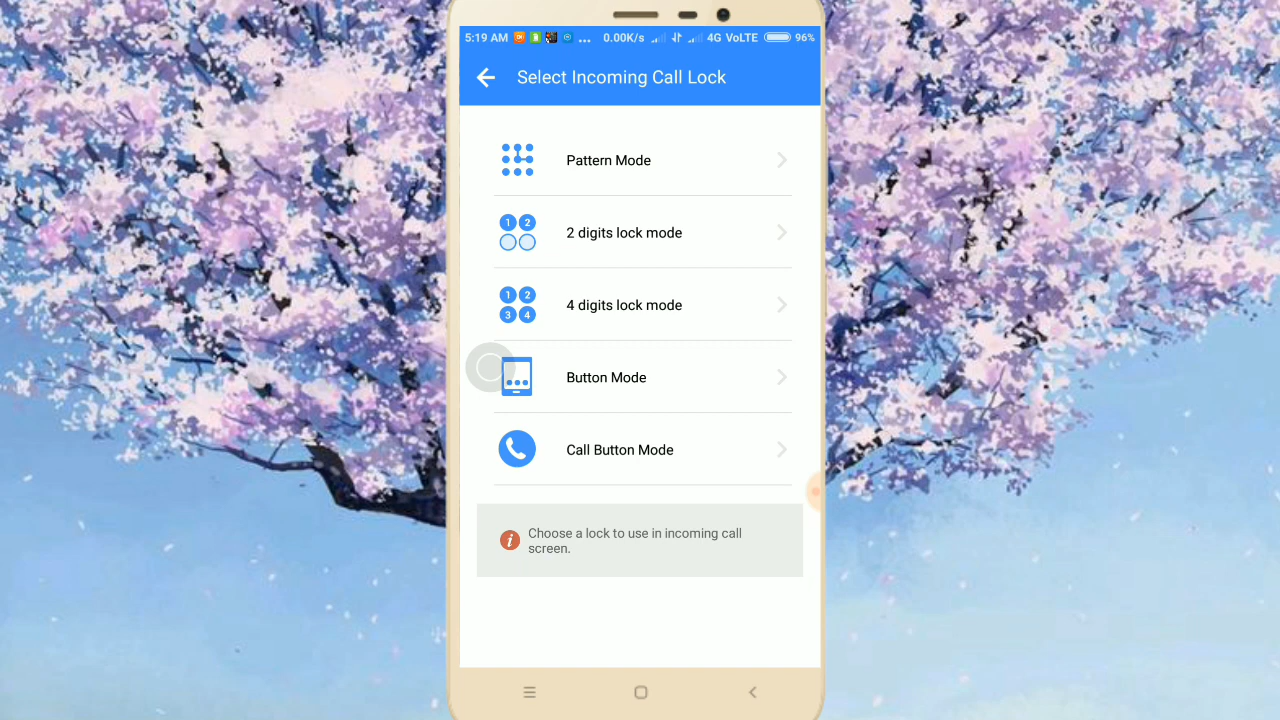 5:19 AM ... 0.00K/s 4G VoLTE 96%
Select Incoming Call Lock
Pattern Mode
1 2
2 digits lock mode
1 2
3 4
4 digits lock mode
Button Mode
Call Button Mode
i
Choose a lock to use in incoming call
screen.